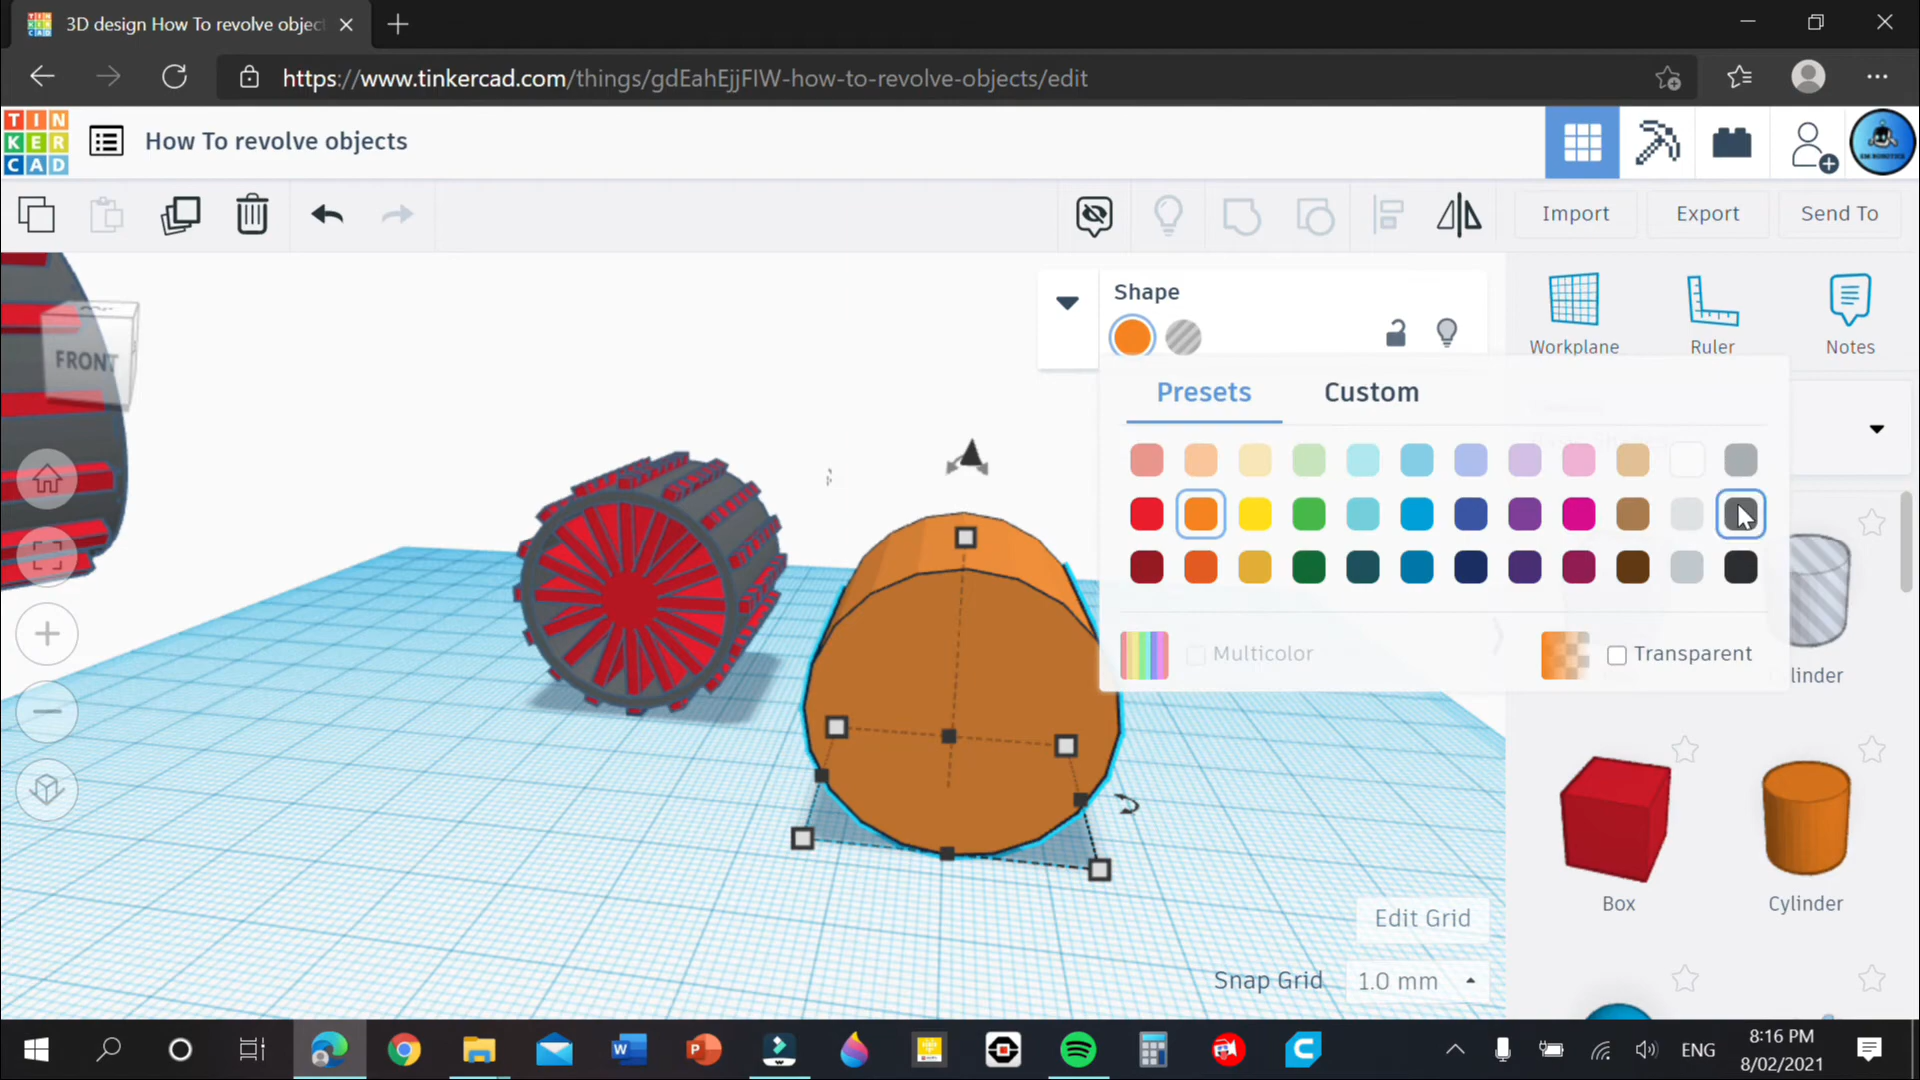 3D design How To revolve objec
https://www.tinkercad.com/things/gdEahEjjFIW-how-to-revolve-objects/edit
TIN
KER
CAD
How To revolve objects
Import
Export
Send To
Shape
Workplane
Ruler
Notes
FRONT
Presets
Custom
Multicolor
Transparent
linder
Box
Cylinder
Edit Grid
Snap Grid
1.0 mm
ENG
8:16 PM
8/02/2021